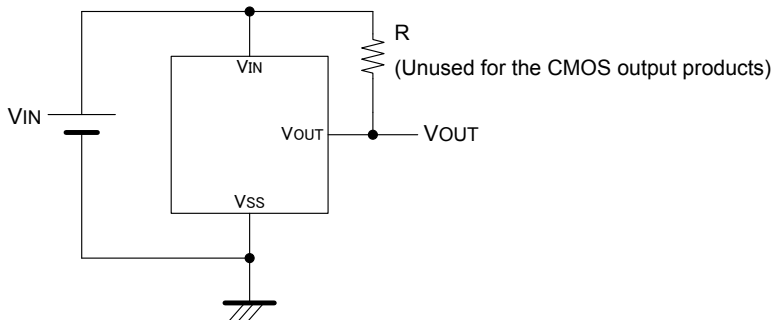 R
(Unused for the CMOS output products)
VIN
VIN
VOUT
VOUT
VSS